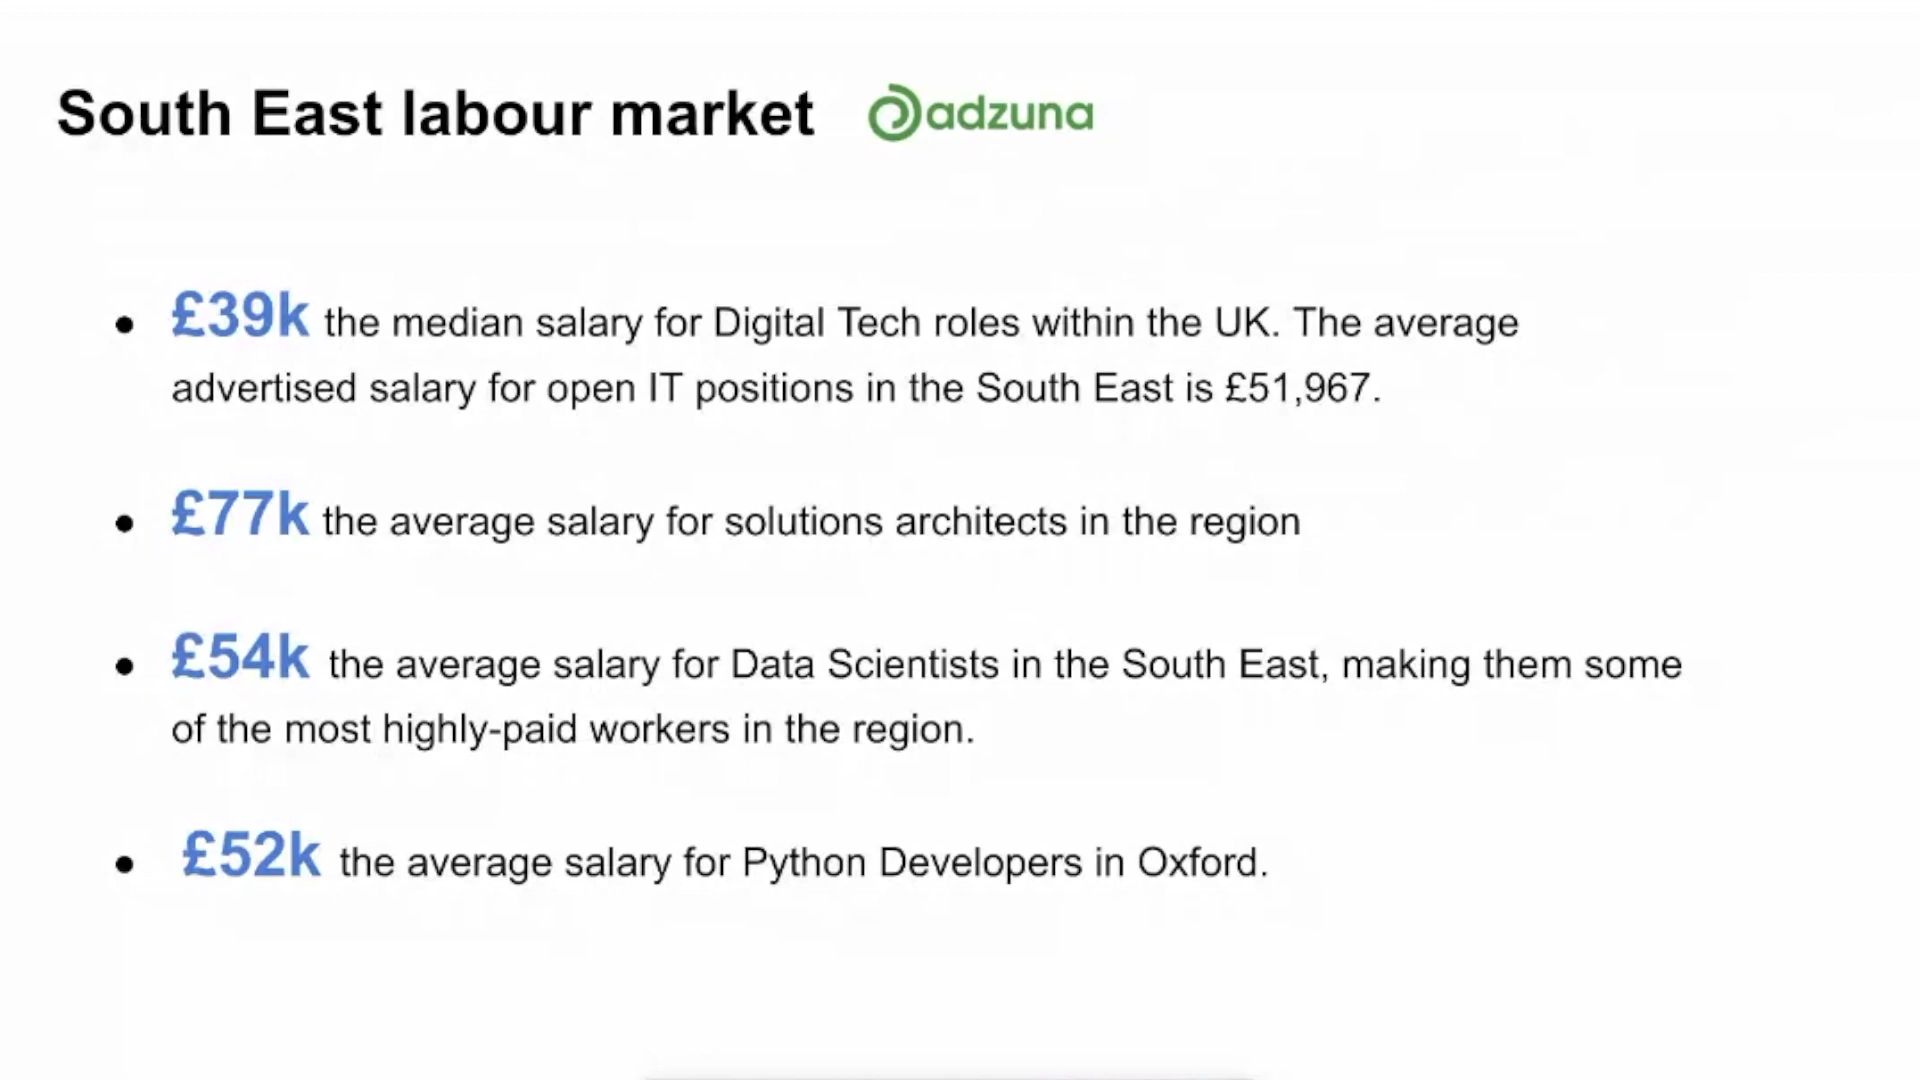 South East labour market adzuna
• £39k the median salary for Digital Tech roles within the UK. The average
advertised salary for open IT positions in the South East is £51,967.
• £77k the average salary for solutions architects in the region
• £54k the average salary for Data Scientists in the South East, making them some
of the most highly-paid workers in the region.
• £52k the average salary for Python Developers in Oxford.